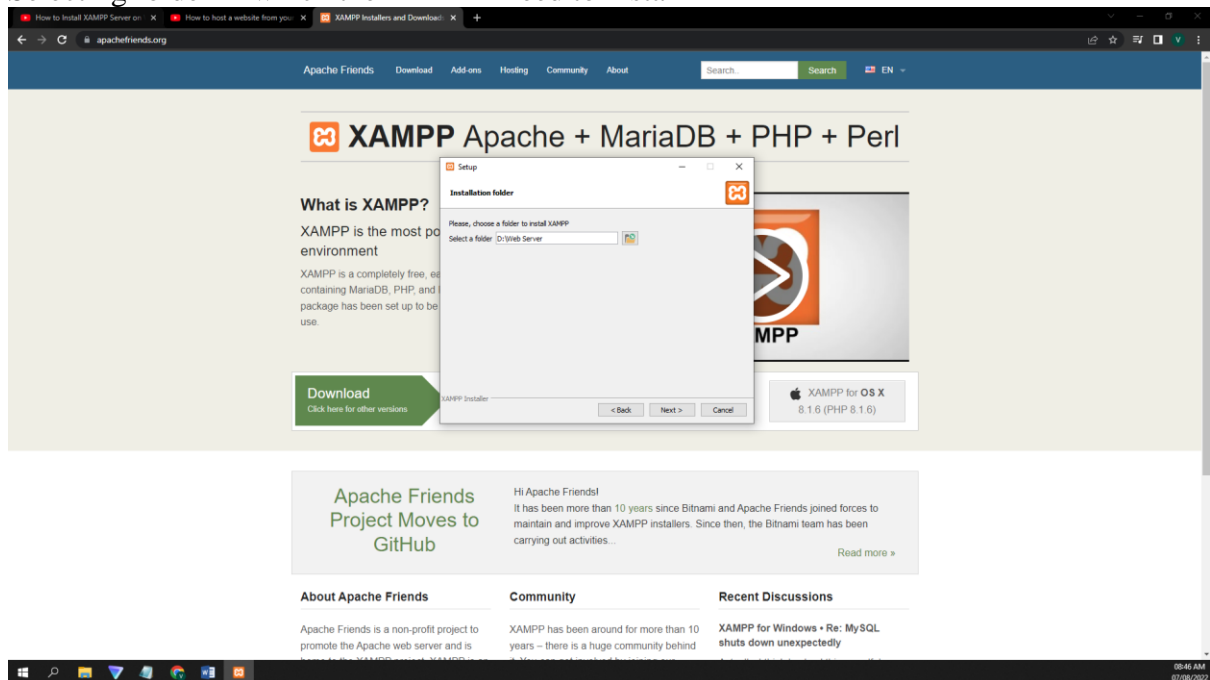 How to Install XAMPP Server on
How to host a website from your
XAMPP Installers and Downloads
apachefriends.org
V
Apache Friends
Download
Add-ons
Hosting
Community
About
Search..
Search
EN
XAMPP Apache + MariaDB + PHP + Perl
What is XAMPP?
XAMPP is the most po
environment
XAMPP is a completely free, ea
containing MariaDB, PHP, and
package has been set up to be
use.
Setup
Installation folder
Please, choose a folder to install XAMPP
Select a folder D:\Web Server
XAMPP Installer
< Back
Next >
Cancel
MPP
Download
Click here for other versions
XAMPP for OS X
8.1.6 (PHP 8.1.6)
Apache Friends
Project Moves to
GitHub
Hi Apache Friends!
It has been more than 10 years since Bitnami and Apache Friends joined forces to
maintain and improve XAMPP installers. Since then, the Bitnami team has been
carrying out activities...
Read more »
About Apache Friends
Apache Friends is a non-profit project to
promote the Apache web server and is
Community
XAMPP has been around for more than 10
years – there is a huge community behind
Recent Discussions
XAMPP for Windows • Re: MySQL
shuts down unexpectedly
08:46 AM
07/08/2022